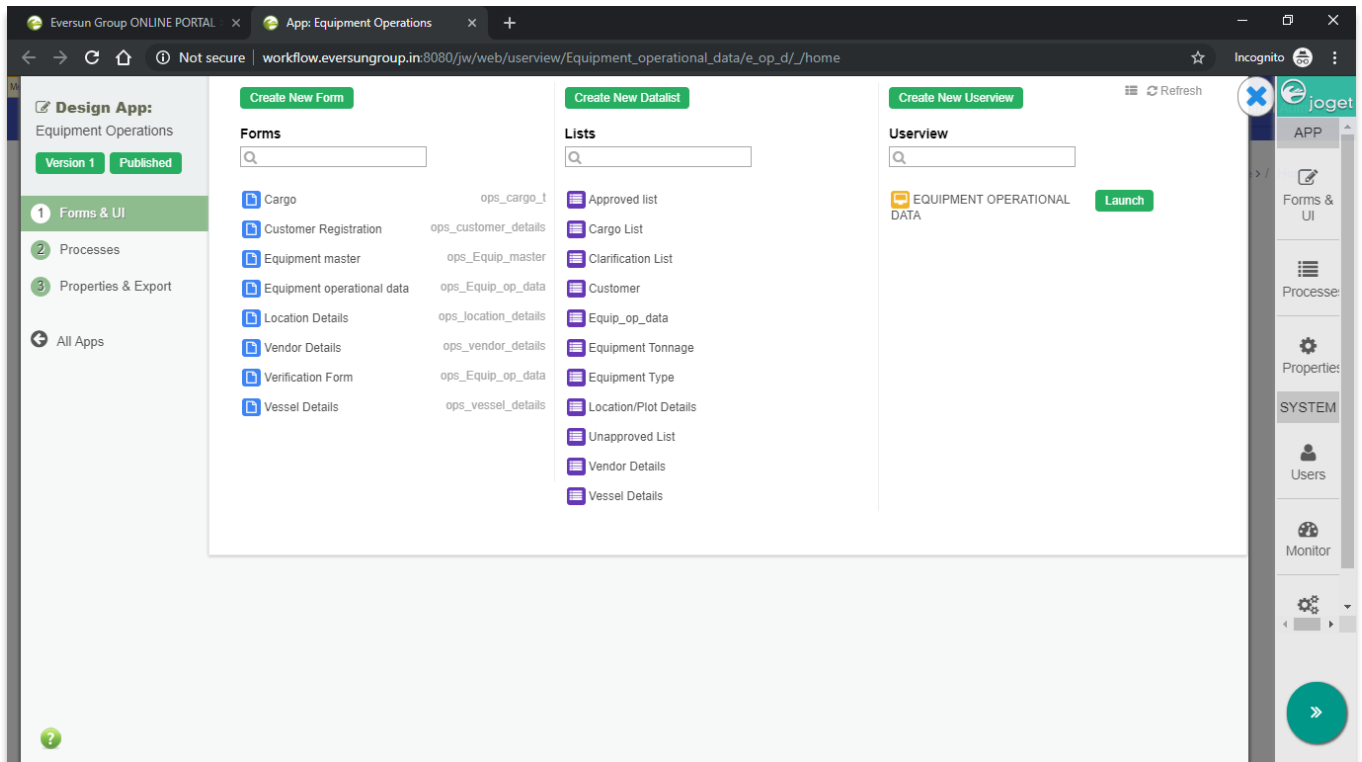 Eversun Group ONLINE PORTAL
App: Equipment Operations
Not secure | workflow.eversungroup.in:8080/jw/web/userview/Equipment_operational_data/e_op_d/_/home
Incognito
Design App:
Equipment Operations
Version 1 Published
1 Forms & UI
2 Processes
3 Properties & Export
All Apps
Create New Form
Forms
Cargo ops_cargo_t
Customer Registration ops_customer_details
Equipment master ops_Equip_master
Equipment operational data ops_Equip_op_data
Location Details ops_location_details
Vendor Details ops_vendor_details
Verification Form ops_Equip_op_data
Vessel Details ops_vessel_details
Create New Datalist
Lists
Approved list
Cargo List
Clarification List
Customer
Equip_op_data
Equipment Tonnage
Equipment Type
Location/Plot Details
Unapproved List
Vendor Details
Vessel Details
Create New Userview
Refresh
Userview
EQUIPMENT OPERATIONAL
DATA
Launch
joget
APP
Forms &
UI
Processes
Properties
SYSTEM
Users
Monitor
?